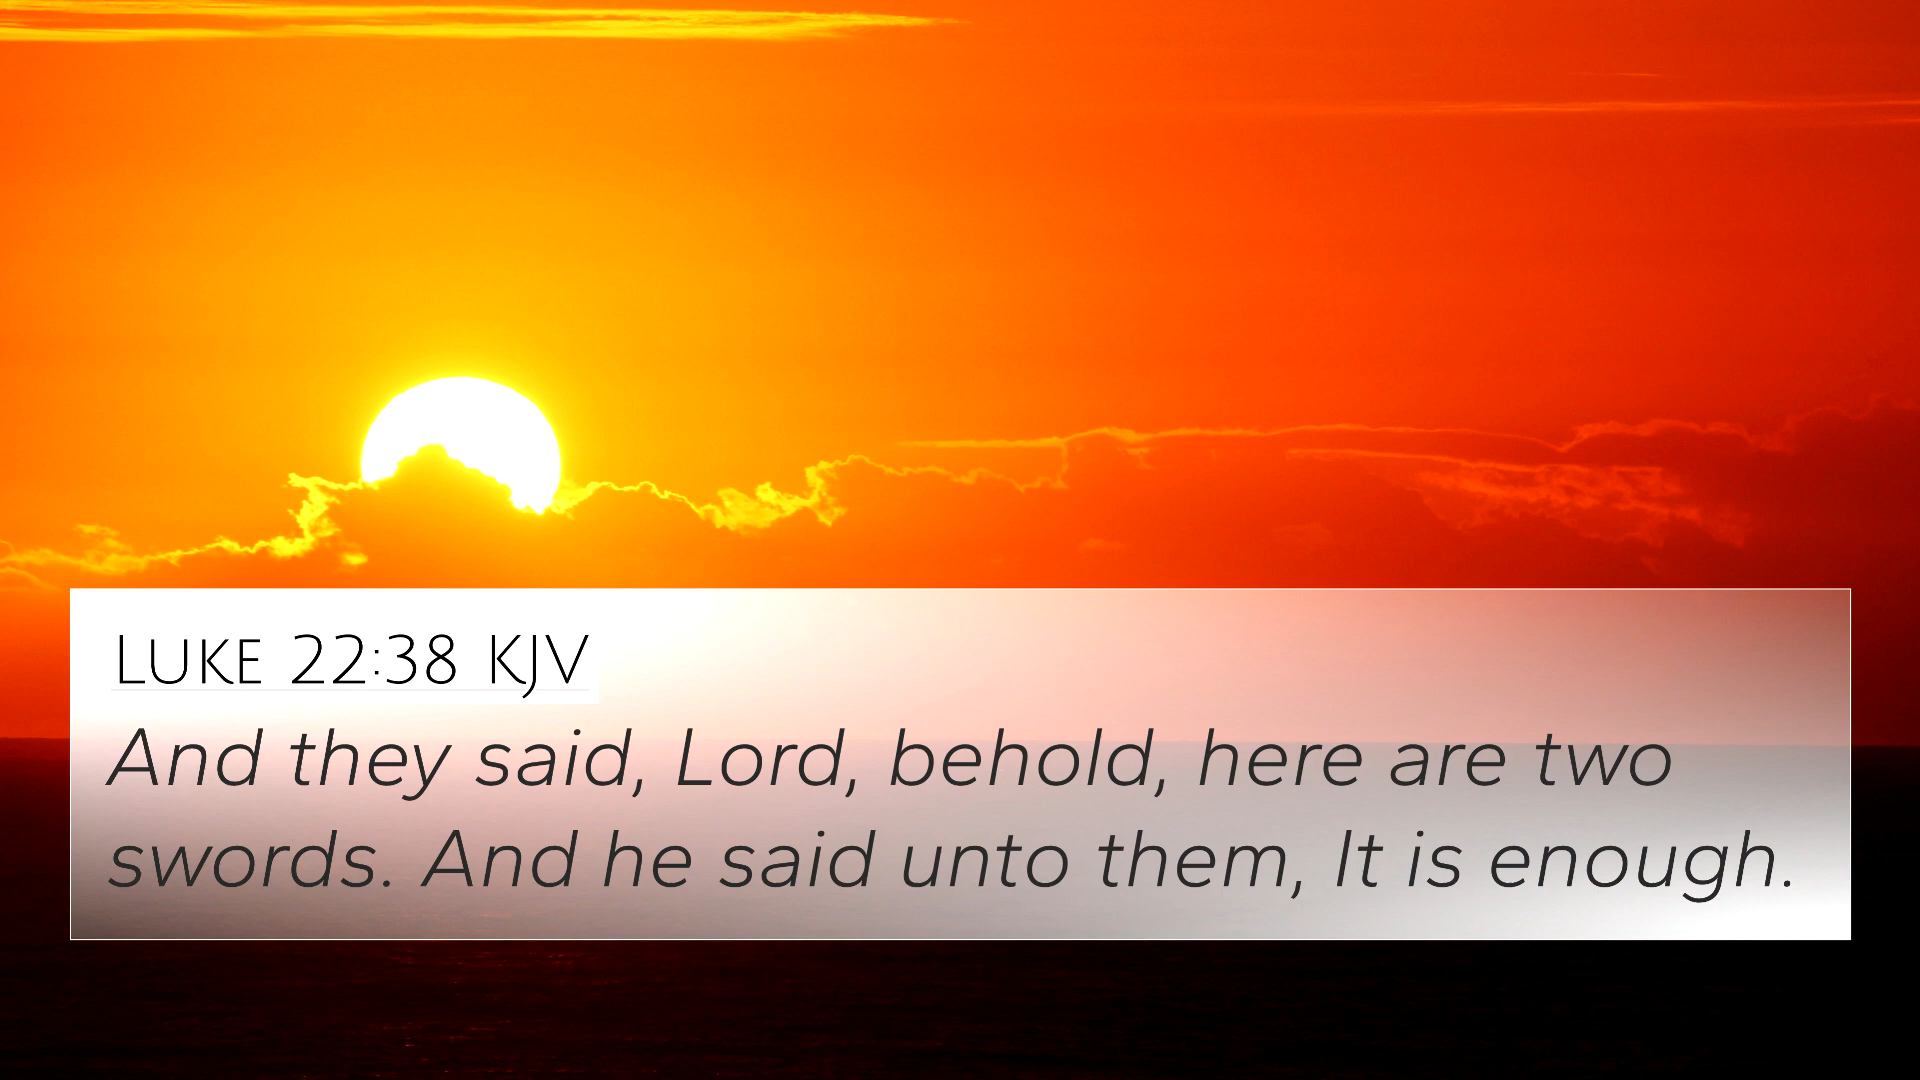 Luke 22:38 KJV
And they said, Lord, behold, here are two
swords. And he said unto them, It is enough.